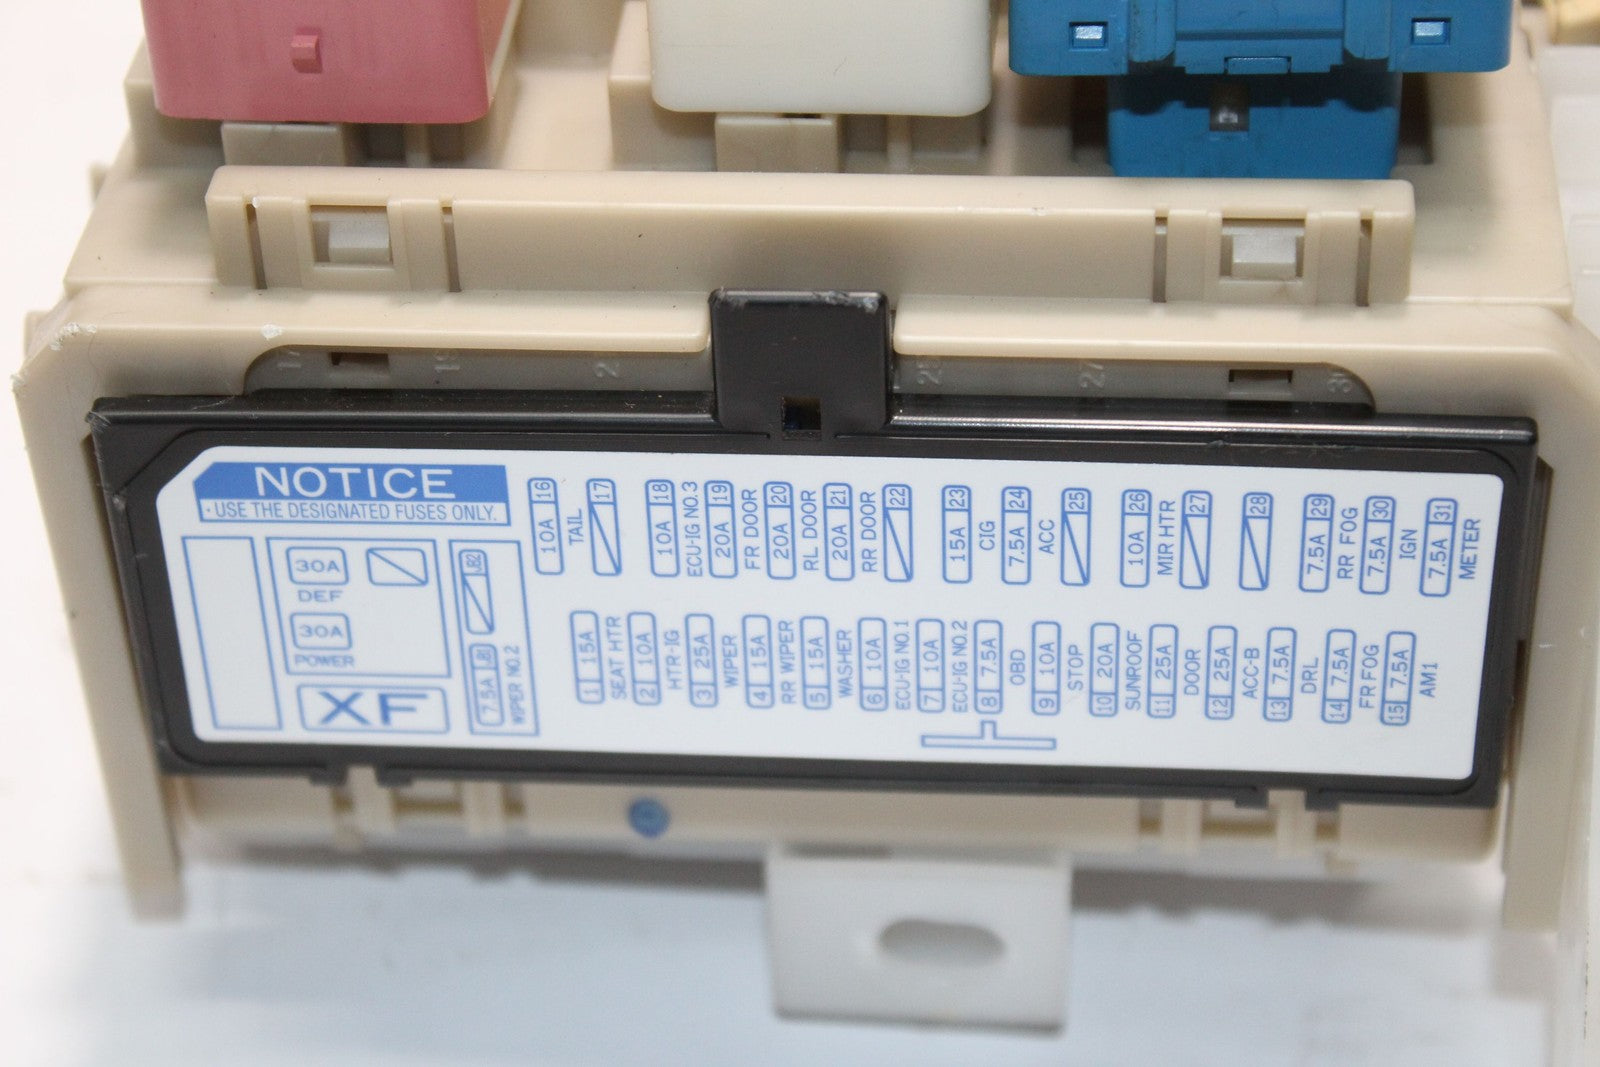 NOTICE
· USE THE DESIGNATED FUSES ONLY.
30A
DEF
30A
POWER
XF
JB2
7.5A JB1
WIPER NO.2
10A 16
TAIL
17
10A 18
ECU-IG NO.3
20A 19
FR DOOR
20A 20
RL DOOR
20A 21
RR DOOR
22
15A 23
CIG
7.5A 24
ACC
25
10A 26
MIR HTR
27
28
7.5A 29
RR FOG
7.5A 30
IGN
7.5A 31
METER
1 15A
SEAT HTR
2 10A
HTR-IG
3 25A
WIPER
4 15A
RR WIPER
5 15A
WASHER
6 10A
ECU-IG NO.1
7 10A
ECU-IG NO.2
8 7.5A
OBD
9 10A
STOP
10 20A
SUNROOF
11 25A
DOOR
12 25A
ACC-B
13 7.5A
DRL
14 7.5A
FR FOG
15 7.5A
AM1